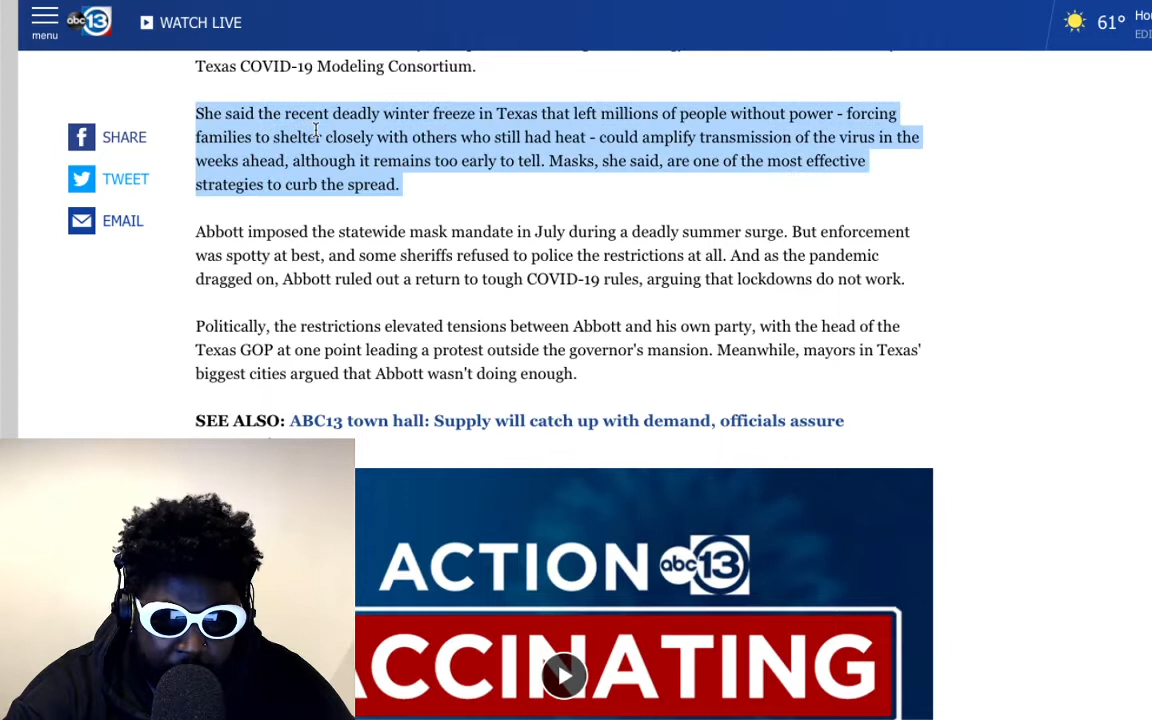 menu
abc 13
WATCH LIVE
61°
Texas COVID-19 Modeling Consortium.
She said the recent deadly winter freeze in Texas that left millions of people without power - forcing
families to shelter closely with others who still had heat - could amplify transmission of the virus in the
weeks ahead, although it remains too early to tell. Masks, she said, are one of the most effective
strategies to curb the spread.
SHARE
TWEET
EMAIL
Abbott imposed the statewide mask mandate in July during a deadly summer surge. But enforcement
was spotty at best, and some sheriffs refused to police the restrictions at all. And as the pandemic
dragged on, Abbott ruled out a return to tough COVID-19 rules, arguing that lockdowns do not work.
Politically, the restrictions elevated tensions between Abbott and his own party, with the head of the
Texas GOP at one point leading a protest outside the governor's mansion. Meanwhile, mayors in Texas'
biggest cities argued that Abbott wasn't doing enough.
SEE ALSO: ABC13 town hall: Supply will catch up with demand, officials assure
ACTION abc 13
ACCINATING